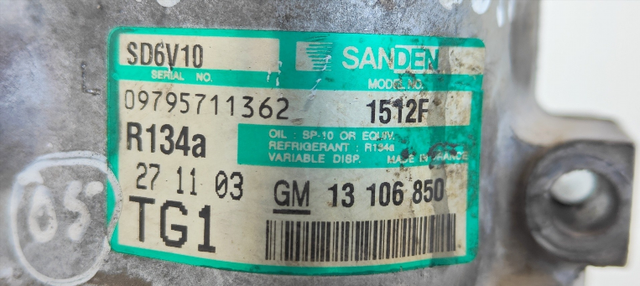 SD6V10 SANDEN
SERIAL NO. MODEL NO.
09795711362 1512F
R134a
OIL : SP-10 OR EQUIV.
REFRIGERANT : R134a
VARIABLE DISP. MADE IN FRANCE
27 11 03
GM 13 106 850
TG1
05